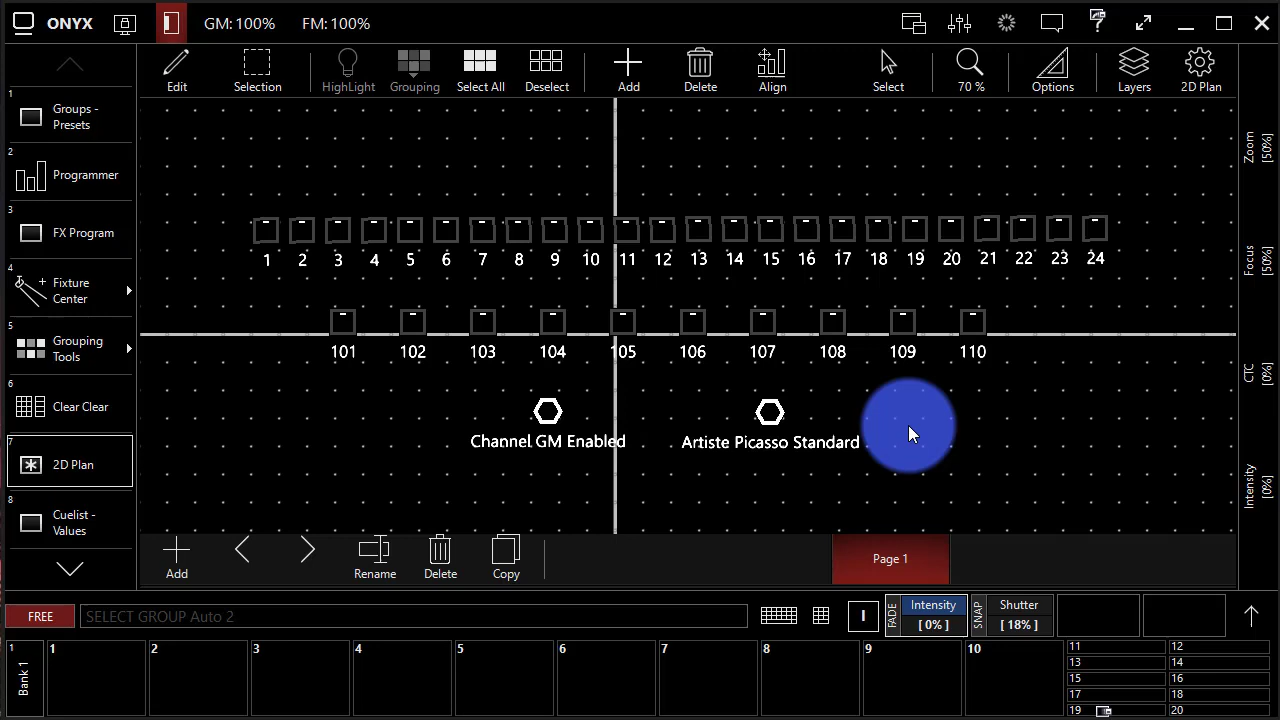 ONYX GM: 100% FM: 100%
Edit Selection HighLight Grouping Select All Deselect Add Delete Align Select 70 % Options Layers 2D Plan
1 Groups -
Presets
2 Programmer
3 FX Program
4 Fixture
Center
5 Grouping
Tools
6 Clear Clear
7 2D Plan
8 Cuelist -
Values
1 2 3 4 5 6 7 8 9 10 11 12 13 14 15 16 17 18 19 20 21 22 23 24
101 102 103 104 105 106 107 108 109 110
Channel GM Enabled Artiste Picasso Standard
Zoom
[50%]
Focus
[50%]
CTC
[0%]
Intensity
[0%]
Add Rename Delete Copy Page 1
FREE SELECT GROUP Auto 2 I FADE Intensity SNAP Shutter
[ 0% ] [ 18% ]
1 Bank 1 1 2 3 4 5 6 7 8 9 10
11 12
13 14
15 16
17 18
19 20